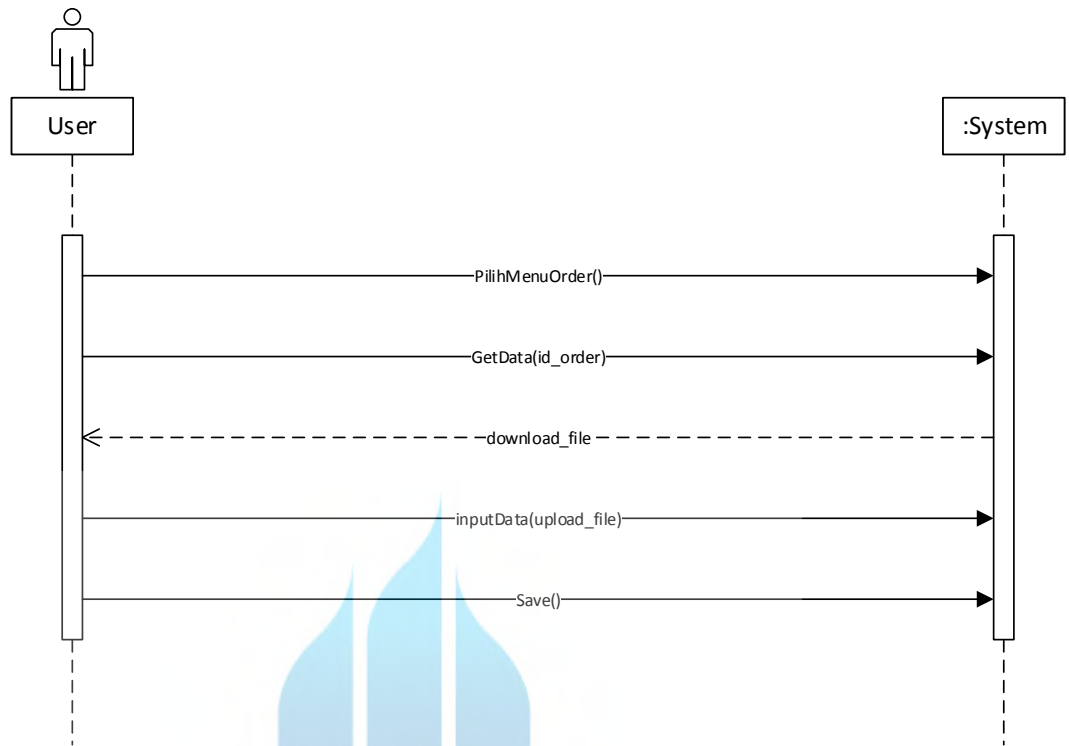 User
:System
PilihMenuOrder()
GetData(id_order)
download_file
inputData(upload_file)
Save()